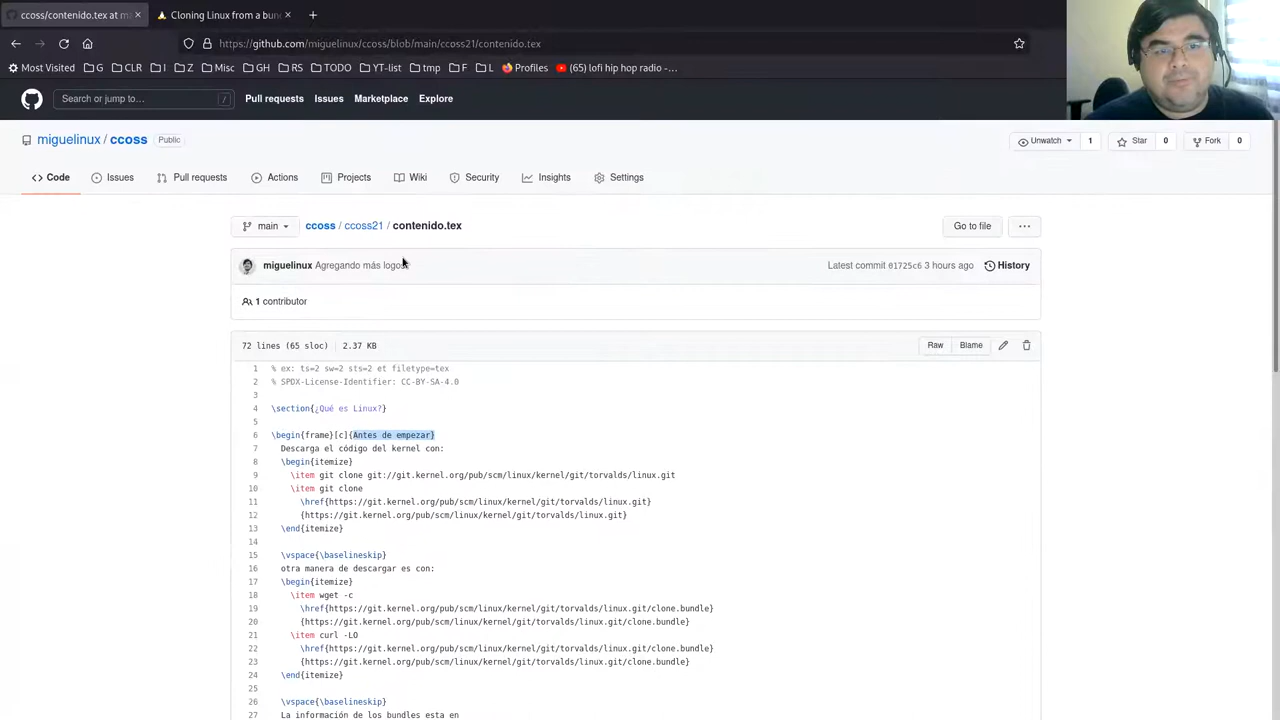 ccoss/contenido.tex at m
Cloning Linux from a bun
https://github.com/miguelinux/ccoss/blob/main/ccoss21/contenido.tex
Most Visited G CLR I Z Misc GH RS TODO YT-list tmp F L Profiles (65) lofi hip hop radio -...
Search or jump to... / Pull requests Issues Marketplace Explore
miguelinux / ccoss Public Unwatch 1 Star 0 Fork 0
Code Issues Pull requests Actions Projects Wiki Security Insights Settings
main ccoss / ccoss21 / contenido.tex Go to file ...
miguelinux Agregando más logos Latest commit 01725c6 3 hours ago History
1 contributor
72 lines (65 sloc) 2.37 KB Raw Blame
1 % ex: ts=2 sw=2 sts=2 et filetype=tex
2 % SPDX-License-Identifier: CC-BY-SA-4.0
3
4 \section{¿Qué es Linux?}
5
6 \begin{frame}[c]{Antes de empezar}
7 Descarga el código del kernel con:
8 \begin{itemize}
9 \item git clone git://git.kernel.org/pub/scm/linux/kernel/git/torvalds/linux.git
10 \item git clone
11 \href{https://git.kernel.org/pub/scm/linux/kernel/git/torvalds/linux.git}
12 {https://git.kernel.org/pub/scm/linux/kernel/git/torvalds/linux.git}
13 \end{itemize}
14
15 \vspace{\baselineskip}
16 otra manera de descargar es con:
17 \begin{itemize}
18 \item wget -c
19 \href{https://git.kernel.org/pub/scm/linux/kernel/git/torvalds/linux.git/clone.bundle}
20 {https://git.kernel.org/pub/scm/linux/kernel/git/torvalds/linux.git/clone.bundle}
21 \item curl -LO
22 \href{https://git.kernel.org/pub/scm/linux/kernel/git/torvalds/linux.git/clone.bundle}
23 {https://git.kernel.org/pub/scm/linux/kernel/git/torvalds/linux.git/clone.bundle}
24 \end{itemize}
25
26 \vspace{\baselineskip}
27 La información de los bundles esta en